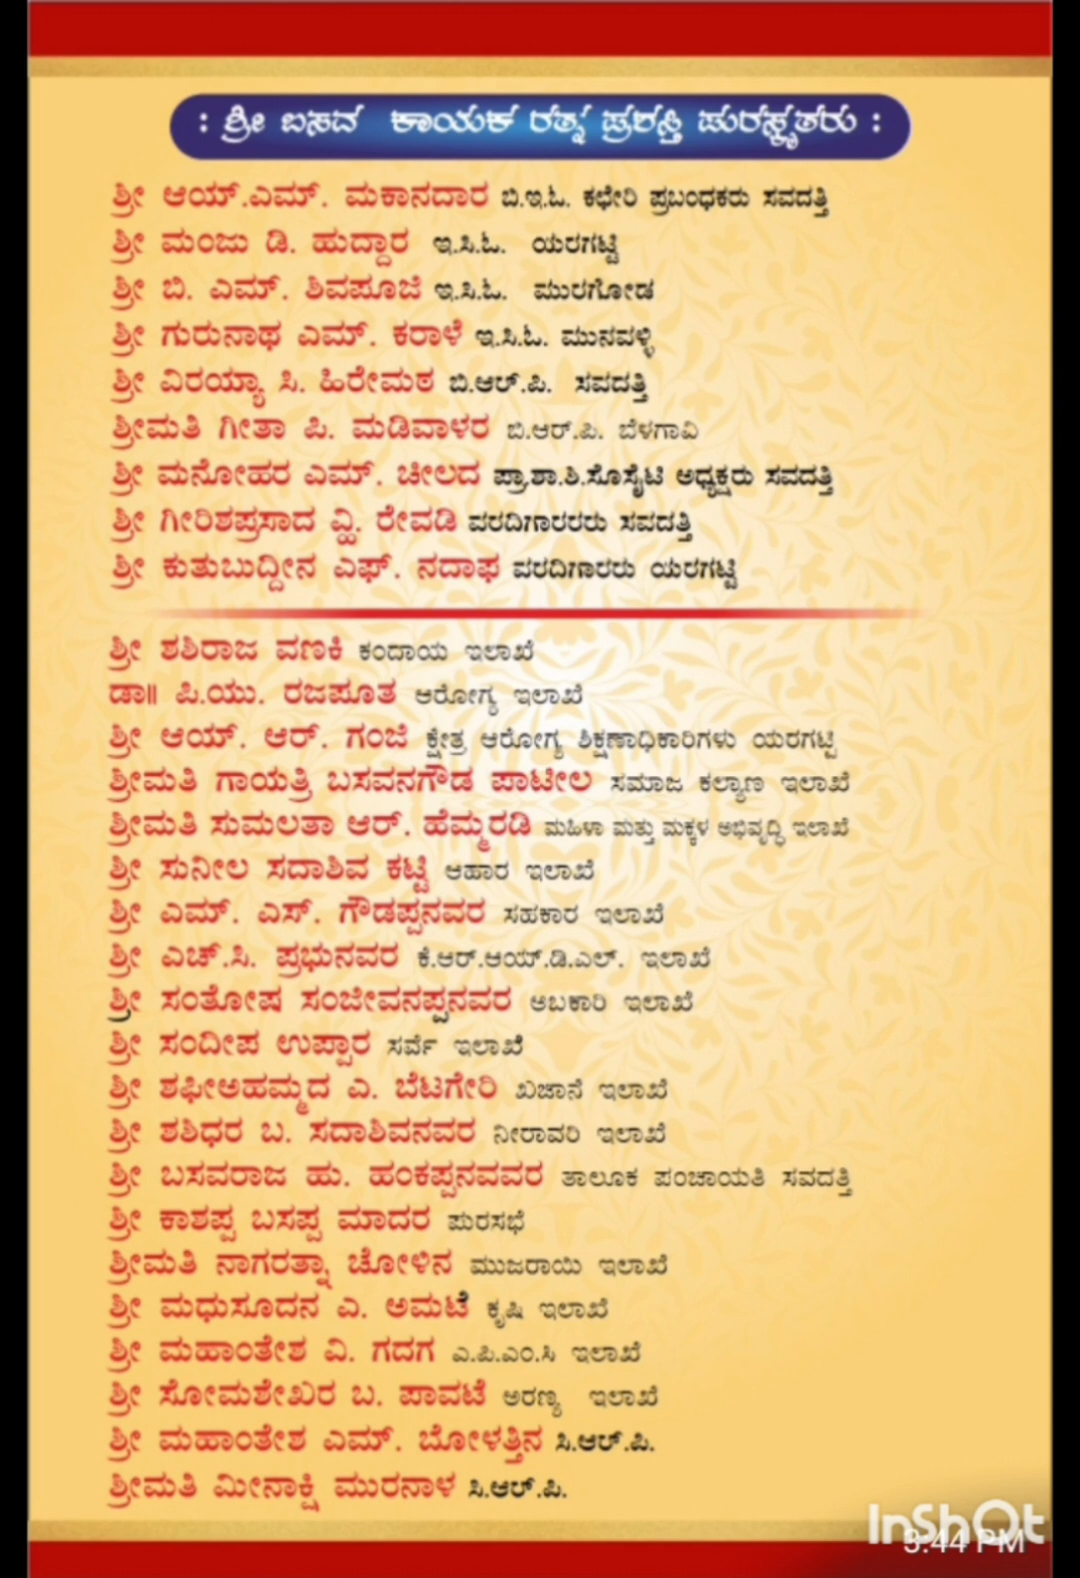 : ಶ್ರೀ ಬಸವ ಕಾಯಕ ರತ್ನ ಪ್ರಶಸ್ತಿ ಪುರಸ್ಕೃತರು :
ಶ್ರೀ ಆಯ್.ಎಮ್. ಮಕಾನದಾರ ಬಿ.ಇ.ಓ. ಕಛೇರಿ ಪ್ರಬಂಧಕರು ಸವದತ್ತಿ
ಶ್ರೀ ಮಂಜು ಡಿ. ಹುದ್ದಾರ ಇ.ಸಿ.ಓ. ಯರಗಟ್ಟಿ
ಶ್ರೀ ಬಿ. ಎಮ್. ಶಿವಪೂಜಿ ಇ.ಸಿ.ಓ. ಮುರಗೋಡ
ಶ್ರೀ ಗುರುನಾಥ ಎಮ್. ಕರಾಳೆ ಇ.ಸಿ.ಓ. ಮುನವಳ್ಳಿ
ಶ್ರೀ ವಿರಯ್ಯಾ ಸಿ. ಹಿರೇಮಠ ಬಿ.ಆರ್.ಪಿ. ಸವದತ್ತಿ
ಶ್ರೀಮತಿ ಗೀತಾ ಪಿ. ಮಡಿವಾಳರ ಬಿ.ಆರ್.ಪಿ. ಬೆಳಗಾವಿ
ಶ್ರೀ ಮನೋಹರ ಎಮ್. ಚೀಲದ ಪ್ರಾ.ಶಾ.ಶಿ.ಸೊಸೈಟಿ ಅಧ್ಯಕ್ಷರು ಸವದತ್ತಿ
ಶ್ರೀ ಗೀರಿಶಪ್ರಸಾದ ವ್ಹಿ. ರೇವಡಿ ವರದಿಗಾರರರು ಸವದತ್ತಿ
ಶ್ರೀ ಕುತುಬುದ್ದೀನ ಎಫ್. ನದಾಫ ವರದಿಗಾರರು ಯರಗಟ್ಟಿ
ಶ್ರೀ ಶಶಿರಾಜ ವಣಕಿ ಕಂದಾಯ ಇಲಾಖೆ
ಡಾ॥ ಪಿ.ಯು. ರಜಪೂತ ಆರೋಗ್ಯ ಇಲಾಖೆ
ಶ್ರೀ ಆಯ್. ಆರ್. ಗಂಜಿ ಕ್ಷೇತ್ರ ಆರೋಗ್ಯ ಶಿಕ್ಷಣಾಧಿಕಾರಿಗಳು ಯರಗಟ್ಟಿ
ಶ್ರೀಮತಿ ಗಾಯತ್ರಿ ಬಸವನಗೌಡ ಪಾಟೀಲ ಸಮಾಜ ಕಲ್ಯಾಣ ಇಲಾಖೆ
ಶ್ರೀಮತಿ ಸುಮಲತಾ ಆರ್. ಹೆಮ್ಮರಡಿ ಮಹಿಳಾ ಮತ್ತು ಮಕ್ಕಳ ಅಭಿವೃದ್ಧಿ ಇಲಾಖೆ
ಶ್ರೀ ಸುನೀಲ ಸದಾಶಿವ ಕಟ್ಟಿ ಆಹಾರ ಇಲಾಖೆ
ಶ್ರೀ ಎಮ್. ಎಸ್. ಗೌಡಪ್ಪನವರ ಸಹಕಾರ ಇಲಾಖೆ
ಶ್ರೀ ಎಚ್.ಸಿ. ಪ್ರಭುನವರ ಕೆ.ಆರ್.ಆಯ್.ಡಿ.ಎಲ್. ಇಲಾಖೆ
ಶ್ರೀ ಸಂತೋಷ ಸಂಜೀವನಪ್ಪನವರ ಅಬಕಾರಿ ಇಲಾಖೆ
ಶ್ರೀ ಸಂದೀಪ ಉಪ್ಪಾರ ಸರ್ವೆ ಇಲಾಖೆ
ಶ್ರೀ ಶಫೀಅಹಮ್ಮದ ಎ. ಬೆಟಗೇರಿ ಖಜಾನೆ ಇಲಾಖೆ
ಶ್ರೀ ಶಶಿಧರ ಬ. ಸದಾಶಿವನವರ ನೀರಾವರಿ ಇಲಾಖೆ
ಶ್ರೀ ಬಸವರಾಜ ಹು. ಹಂಕಪ್ಪನವವರ ತಾಲೂಕ ಪಂಚಾಯತಿ ಸವದತ್ತಿ
ಶ್ರೀ ಕಾಶಪ್ಪ ಬಸಪ್ಪ ಮಾದರ ಪುರಸಭೆ
ಶ್ರೀಮತಿ ನಾಗರತ್ನಾ ಚೋಳಿನ ಮುಜರಾಯಿ ಇಲಾಖೆ
ಶ್ರೀ ಮಧುಸೂದನ ಎ. ಅಮಟೆ ಕೃಷಿ ಇಲಾಖೆ
ಶ್ರೀ ಮಹಾಂತೇಶ ವಿ. ಗದಗ ಎ.ಪಿ.ಎಂ.ಸಿ ಇಲಾಖೆ
ಶ್ರೀ ಸೋಮಶೇಖರ ಬ. ಪಾವಟೆ ಅರಣ್ಯ ಇಲಾಖೆ
ಶ್ರೀ ಮಹಾಂತೇಶ ಎಮ್. ಬೋಳತ್ತಿನ ಸಿ.ಆರ್.ಪಿ.
ಶ್ರೀಮತಿ ಮೀನಾಕ್ಷಿ ಮುರನಾಳ ಸಿ.ಆರ್.ಪಿ.
InShOt
3:44 PM